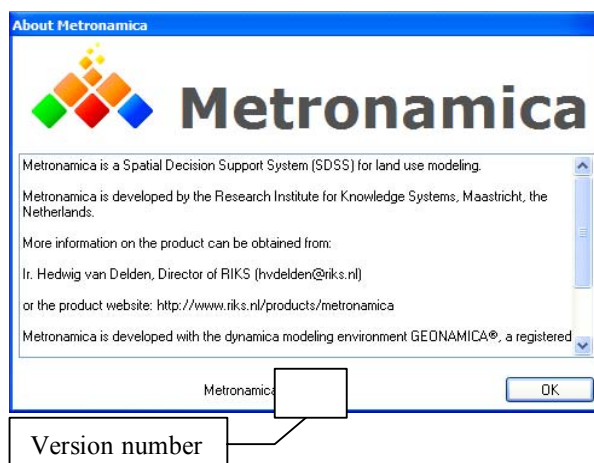 About Metronamica
Metronamica
Metronamica is a Spatial Decision Support System (SDSS) for land use modeling.
Metronamica is developed by the Research Institute for Knowledge Systems, Maastricht, the
Netherlands.
More information on the product can be obtained from:
Ir. Hedwig van Delden, Director of RIKS (hvdelden@riks.nl)
or the product website: http://www.riks.nl/products/metronamica
Metronamica is developed with the dynamica modeling environment GEONAMICA®, a registered
Metronamica
OK
Version number